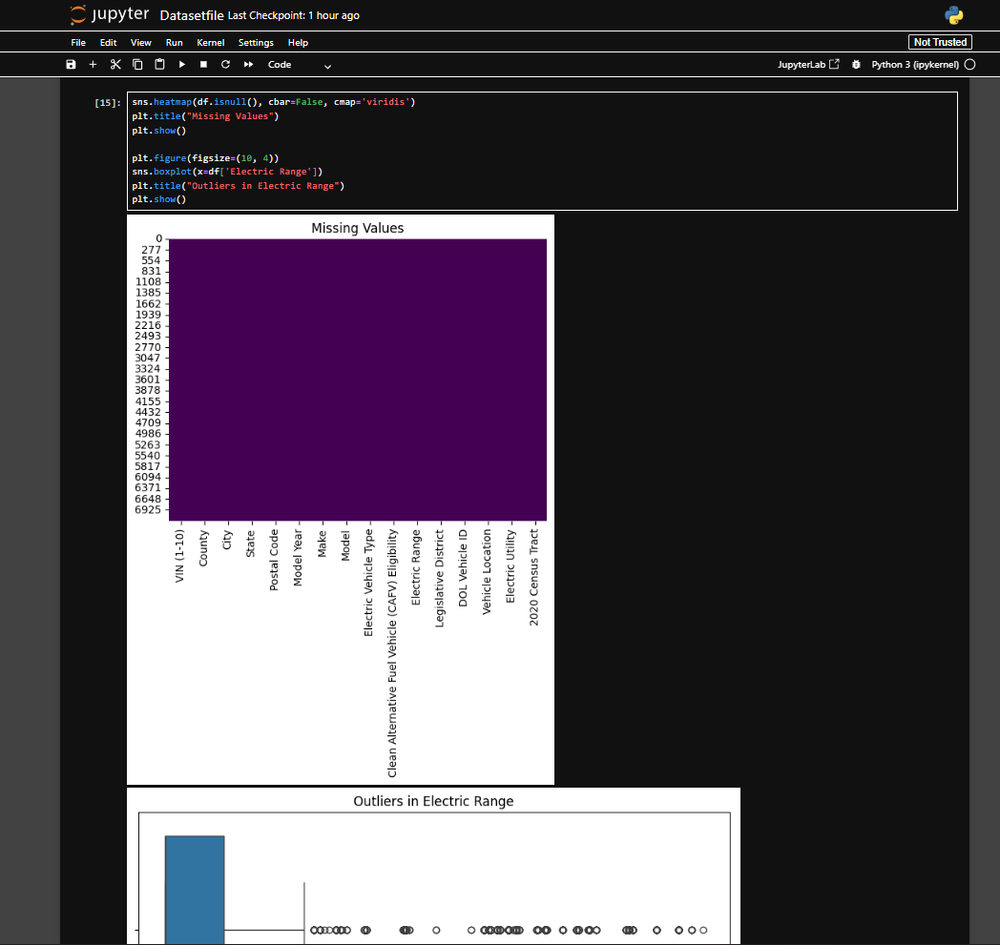 jupyter Datasetfile Last Checkpoint: 1 hour ago
File Edit View Run Kernel Settings Help Not Trusted
Code JupyterLab Python 3 (ipykernel)
[15]: sns.heatmap(df.isnull(), cbar=False, cmap='viridis')
plt.title("Missing Values")
plt.show()
plt.figure(figsize=(10, 4))
sns.boxplot(x=df['Electric Range'])
plt.title("Outliers in Electric Range")
plt.show()
Missing Values
0
277
554
831
1108
1385
1662
1939
2216
2493
2770
3047
3324
3601
3878
4155
4432
4709
4986
5263
5540
5817
6094
6371
6648
6925
VIN (1-10)
County
City
State
Postal Code
Model Year
Make
Model
Electric Vehicle Type
Clean Alternative Fuel Vehicle (CAFV) Eligibility
Electric Range
Legislative District
DOL Vehicle ID
Vehicle Location
Electric Utility
2020 Census Tract
Outliers in Electric Range